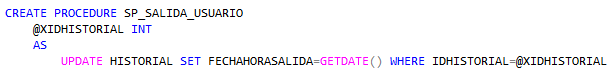 CREATE PROCEDURE SP_SALIDA_USUARIO
@XIDHISTORIAL INT
AS
UPDATE HISTORIAL SET FECHAHORASALIDA=GETDATE() WHERE IDHISTORIAL=@XIDHISTORIAL